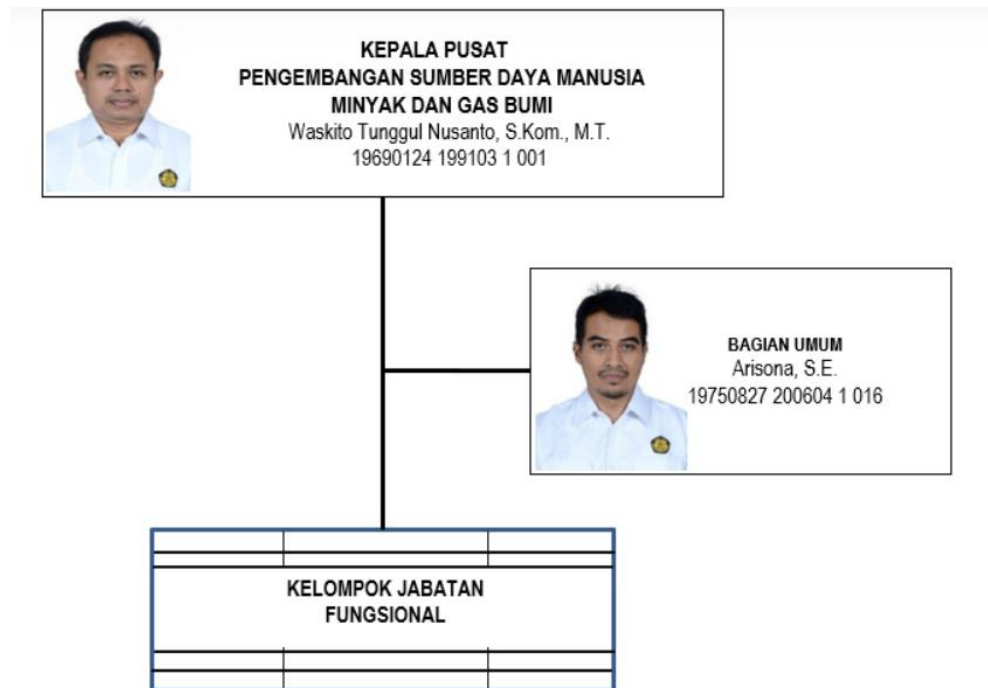 KEPALA PUSAT
PENGEMBANGAN SUMBER DAYA MANUSIA
MINYAK DAN GAS BUMI
Waskito Tunggul Nusanto, S.Kom., M.T.
19690124 199103 1 001
BAGIAN UMUM
Arisona, S.E.
19750827 200604 1 016
KELOMPOK JABATAN
FUNGSIONAL